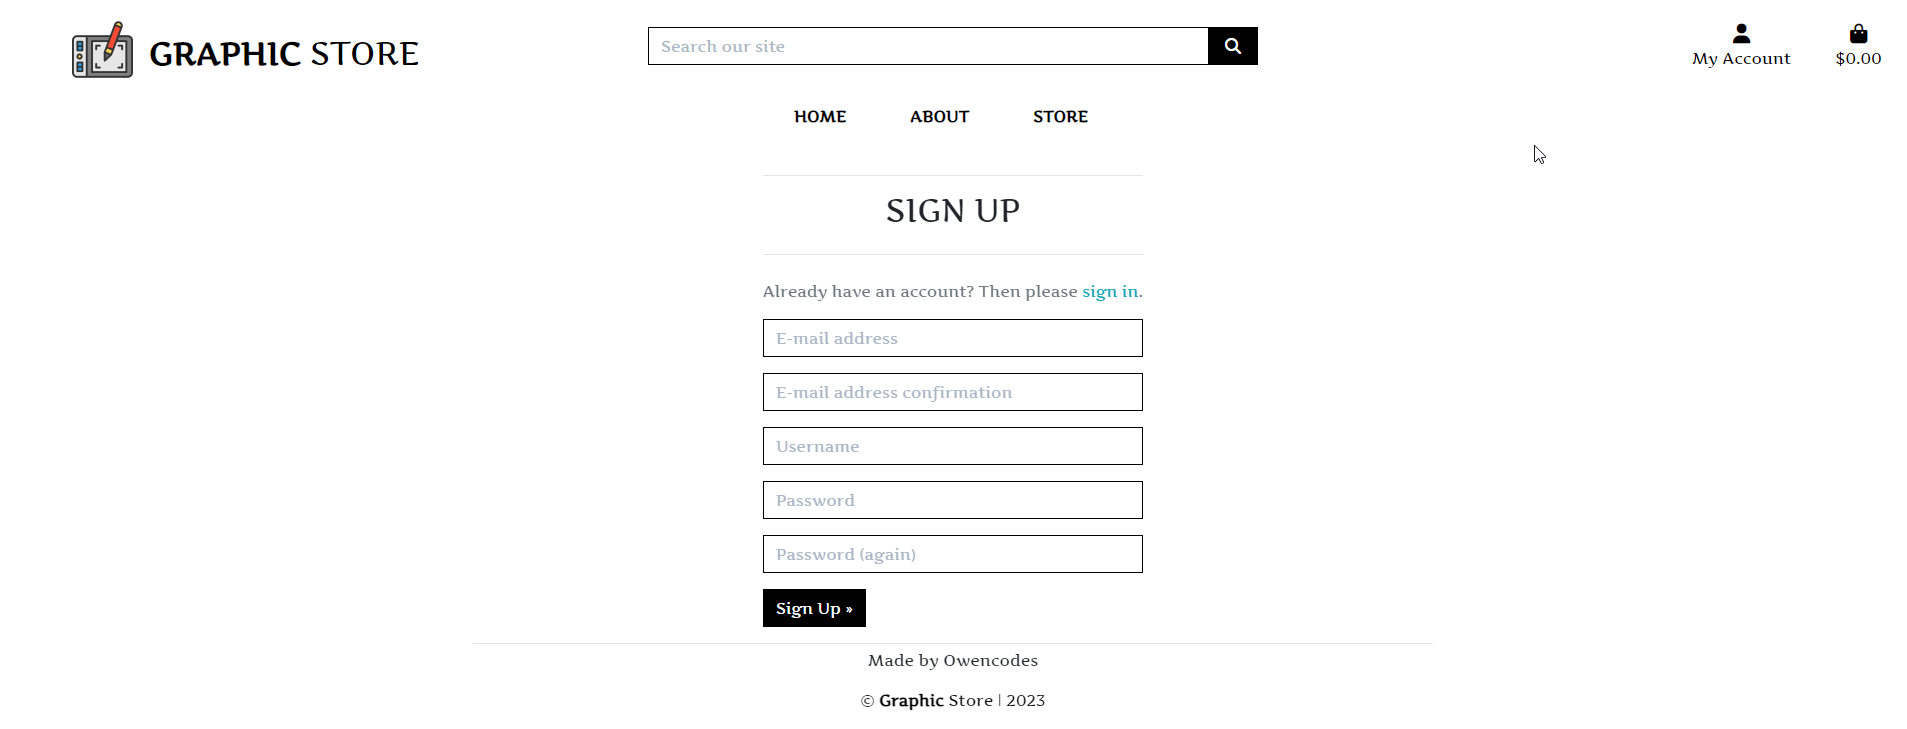 GRAPHIC STORE
Search our site
My Account
$0.00
HOME ABOUT STORE
SIGN UP
Already have an account? Then please sign in.
E-mail address
E-mail address confirmation
Username
Password
Password (again)
Sign Up »
Made by Owencodes
© Graphic Store | 2023